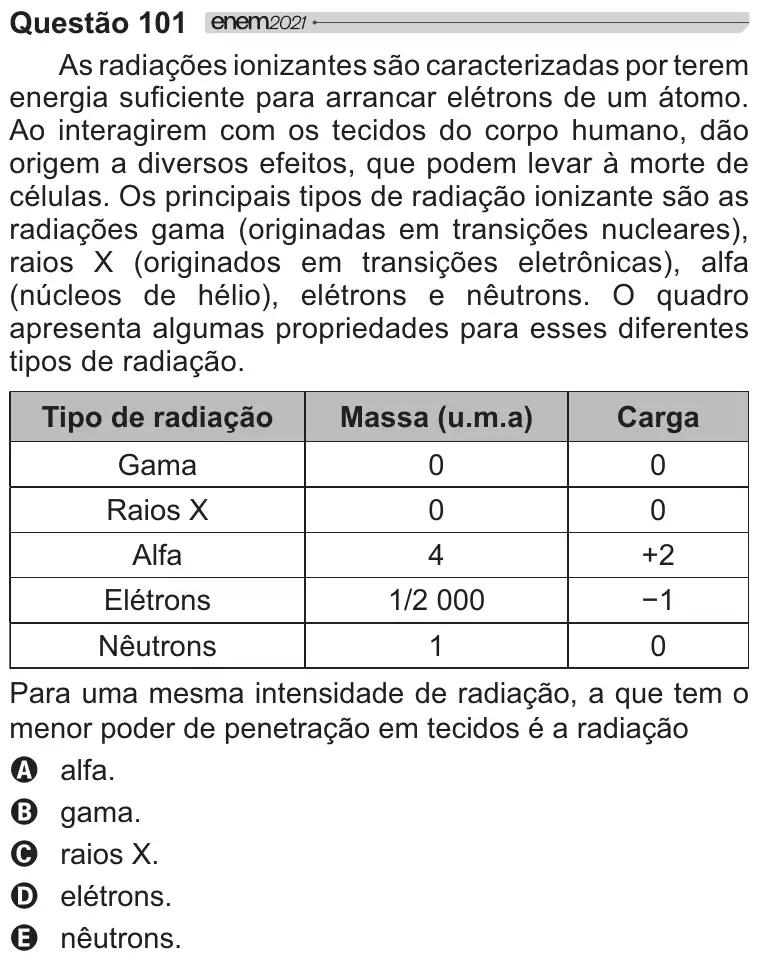 Questão 101 enem2021
As radiações ionizantes são caracterizadas por terem
energia suficiente para arrancar elétrons de um átomo.
Ao interagirem com os tecidos do corpo humano, dão
origem a diversos efeitos, que podem levar à morte de
células. Os principais tipos de radiação ionizante são as
radiações gama (originadas em transições nucleares),
raios X (originados em transições eletrônicas), alfa
(núcleos de hélio), elétrons e nêutrons. O quadro
apresenta algumas propriedades para esses diferentes
tipos de radiação.
Tipo de radiação Massa (u.m.a) Carga
Gama 0 0
Raios X 0 0
Alfa 4 +2
Elétrons 1/2 000 −1
Nêutrons 1 0
Para uma mesma intensidade de radiação, a que tem o
menor poder de penetração em tecidos é a radiação
A alfa.
B gama.
C raios X.
D elétrons.
E nêutrons.